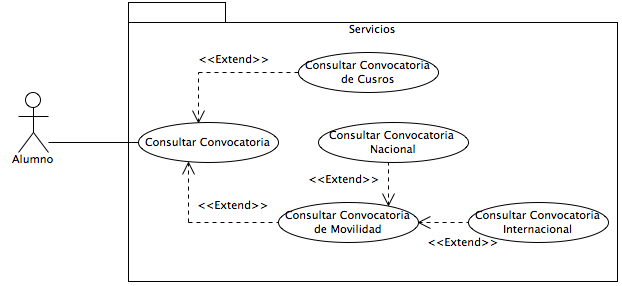 Servicios
<<Extend>>
Consultar Convocatoria
de Cusros
Alumno
Consultar Convocatoria
Consultar Convocatoria
Nacional
<<Extend>>
<<Extend>>
Consultar Convocatoria
de Movilidad
Consultar Convocatoria
Internacional
<<Extend>>